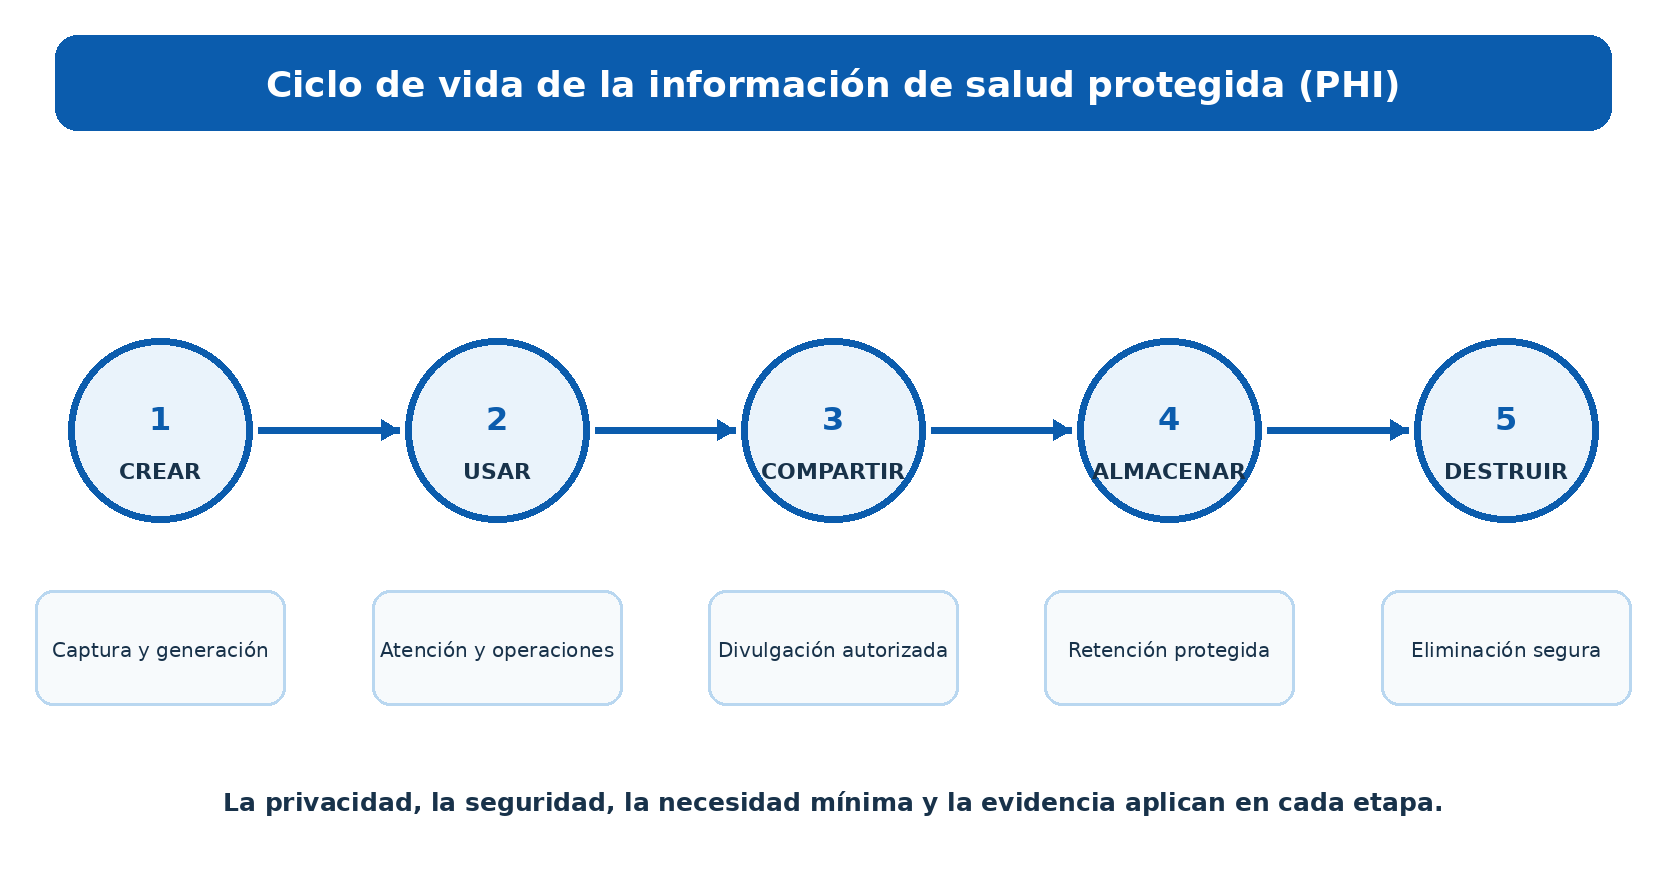 Ciclo de vida de la información de salud protegida (PHI)
1
CREAR
2
USAR
3
COMPARTIR
4
ALMACENAR
5
DESTRUIR
Captura y generación
Atención y operaciones
Divulgación autorizada
Retención protegida
Eliminación segura
La privacidad, la seguridad, la necesidad mínima y la evidencia aplican en cada etapa.